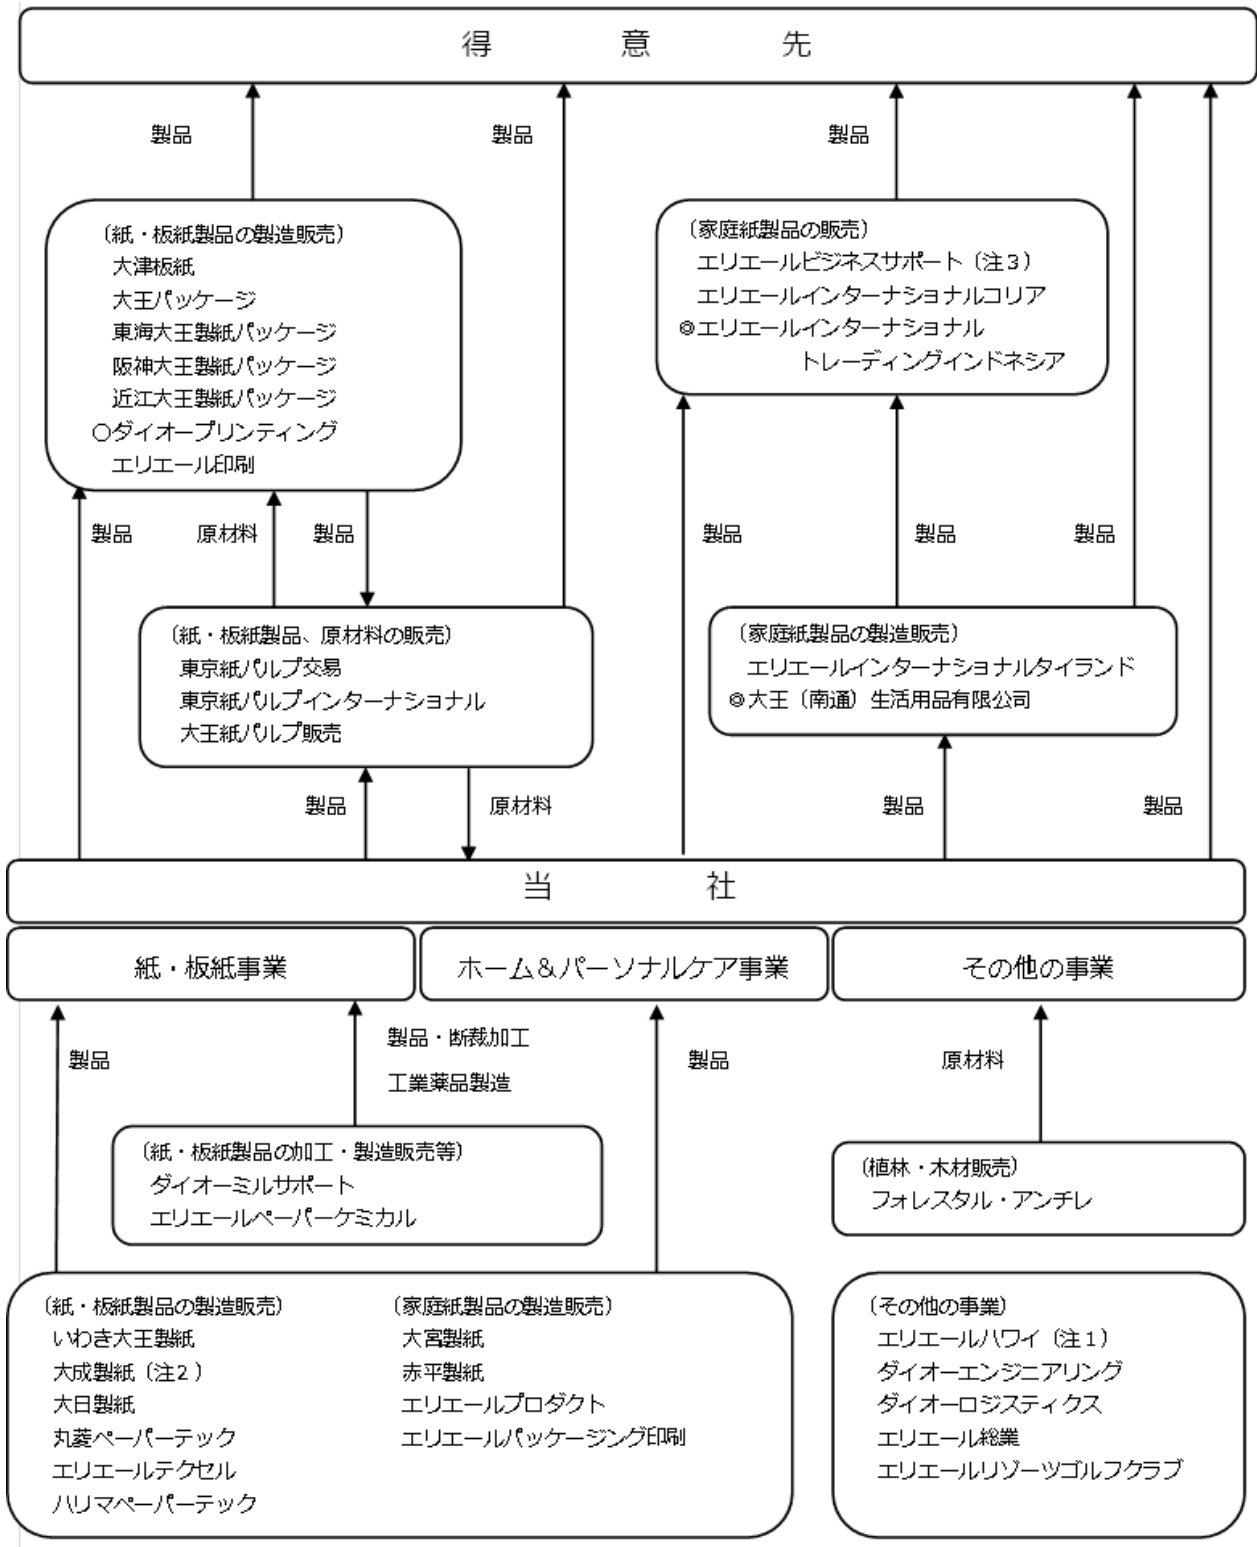 得意先
製品
製品
製品
（紙・板紙製品の製造販売）
大津板紙
大王パッケージ
東海大王製紙パッケージ
阪神大王製紙パッケージ
近江大王製紙パッケージ
○ダイオープリンティング
エリエール印刷
（家庭紙製品の販売）
エリエールビジネスサポート（注３）
エリエールインターナショナルコリア
◎エリエールインターナショナル
トレーディングインドネシア
製品
原材料
製品
製品
製品
製品
（紙・板紙製品、原材料の販売）
東京紙パルプ交易
東京紙パルプインターナショナル
大王紙パルプ販売
（家庭紙製品の製造販売）
エリエールインターナショナルタイランド
◎大王（南通）生活用品有限公司
製品
原材料
製品
製品
当社
紙・板紙事業
ホーム＆パーソナルケア事業
その他の事業
製品
製品・断裁加工
工業薬品製造
製品
原材料
（紙・板紙製品の加工・製造販売等）
ダイオーミルサポート
エリエールペーパーケミカル
（植林・木材販売）
フォレスタル・アンチレ
（紙・板紙製品の製造販売）
いわき大王製紙
大成製紙（注２）
大日製紙
丸菱ペーパーテック
エリエールテクセル
ハリマペーパーテック
（家庭紙製品の製造販売）
大宮製紙
赤平製紙
エリエールプロダクト
エリエールパッケージング印刷
（その他の事業）
エリエールハワイ（注１）
ダイオーエンジニアリング
ダイオーロジスティクス
エリエール総業
エリエールリゾーツゴルフクラブ